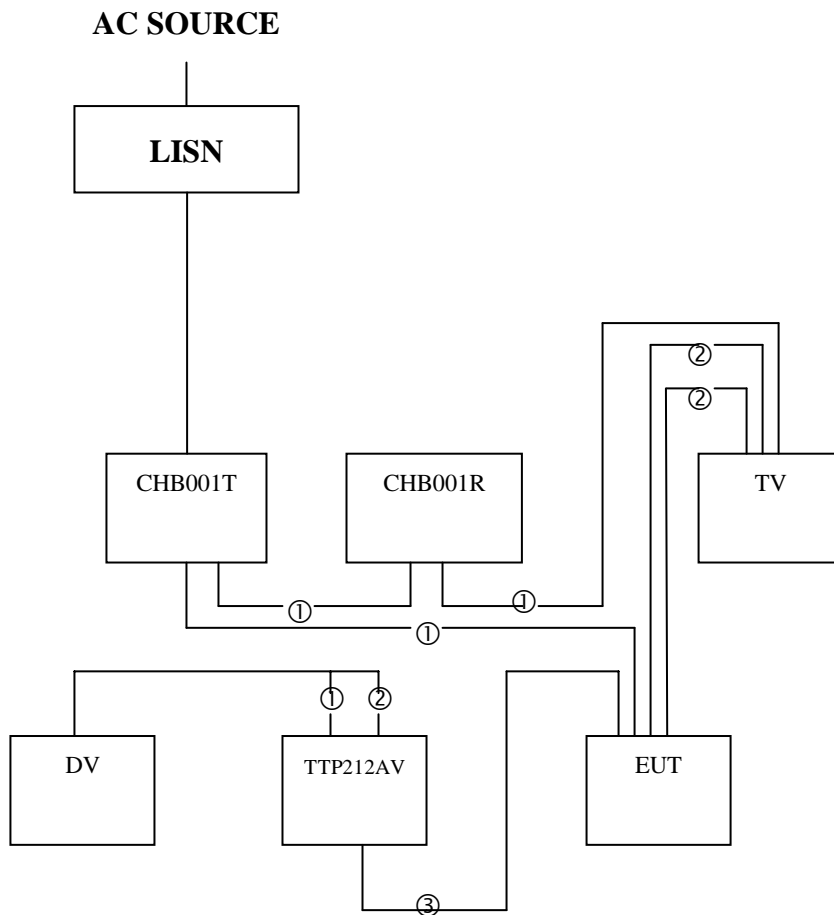 AC SOURCE
LISN
②
②
CHB001T
CHB001R
TV
①
①
①
①
②
DV
TTP212AV
EUT
③